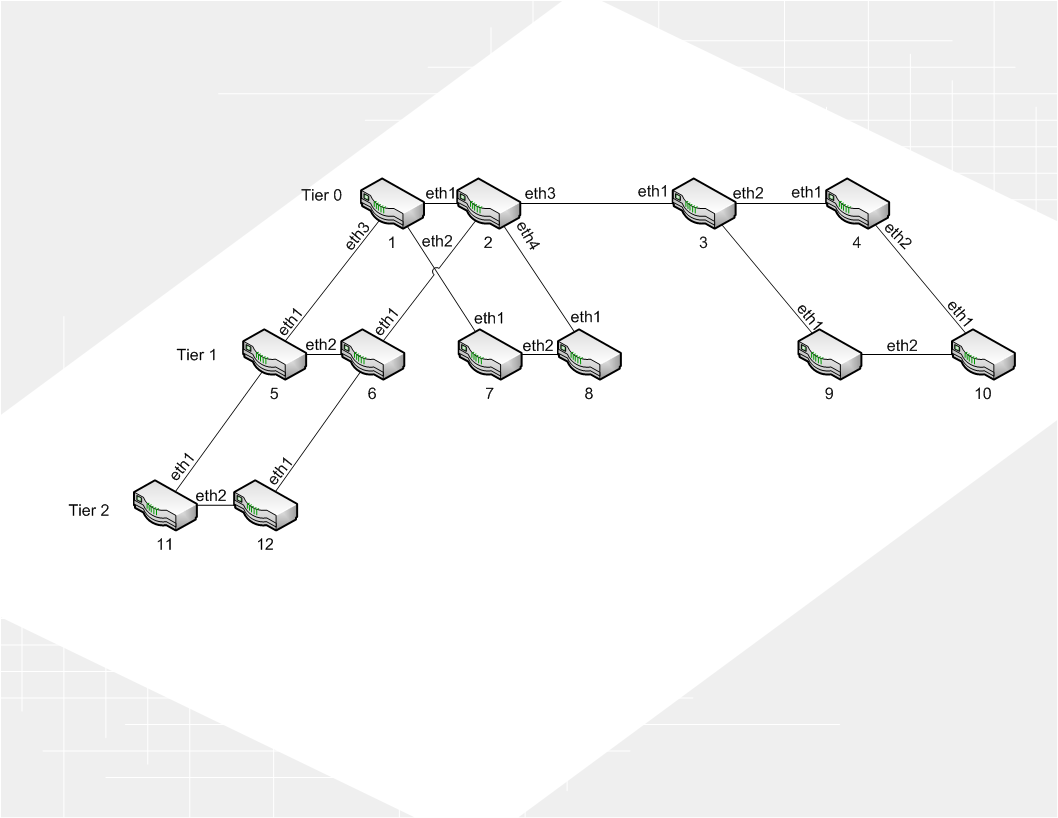 Tier 0 eth1 eth3 eth1 eth2 eth1
eth3 eth2 eth4 eth2
1 2 3 4
eth1 eth1 eth1 eth1 eth1 eth1
Tier 1 eth2 eth2 eth2
5 6 7 8 9 10
eth1 eth1
Tier 2 eth2
11 12